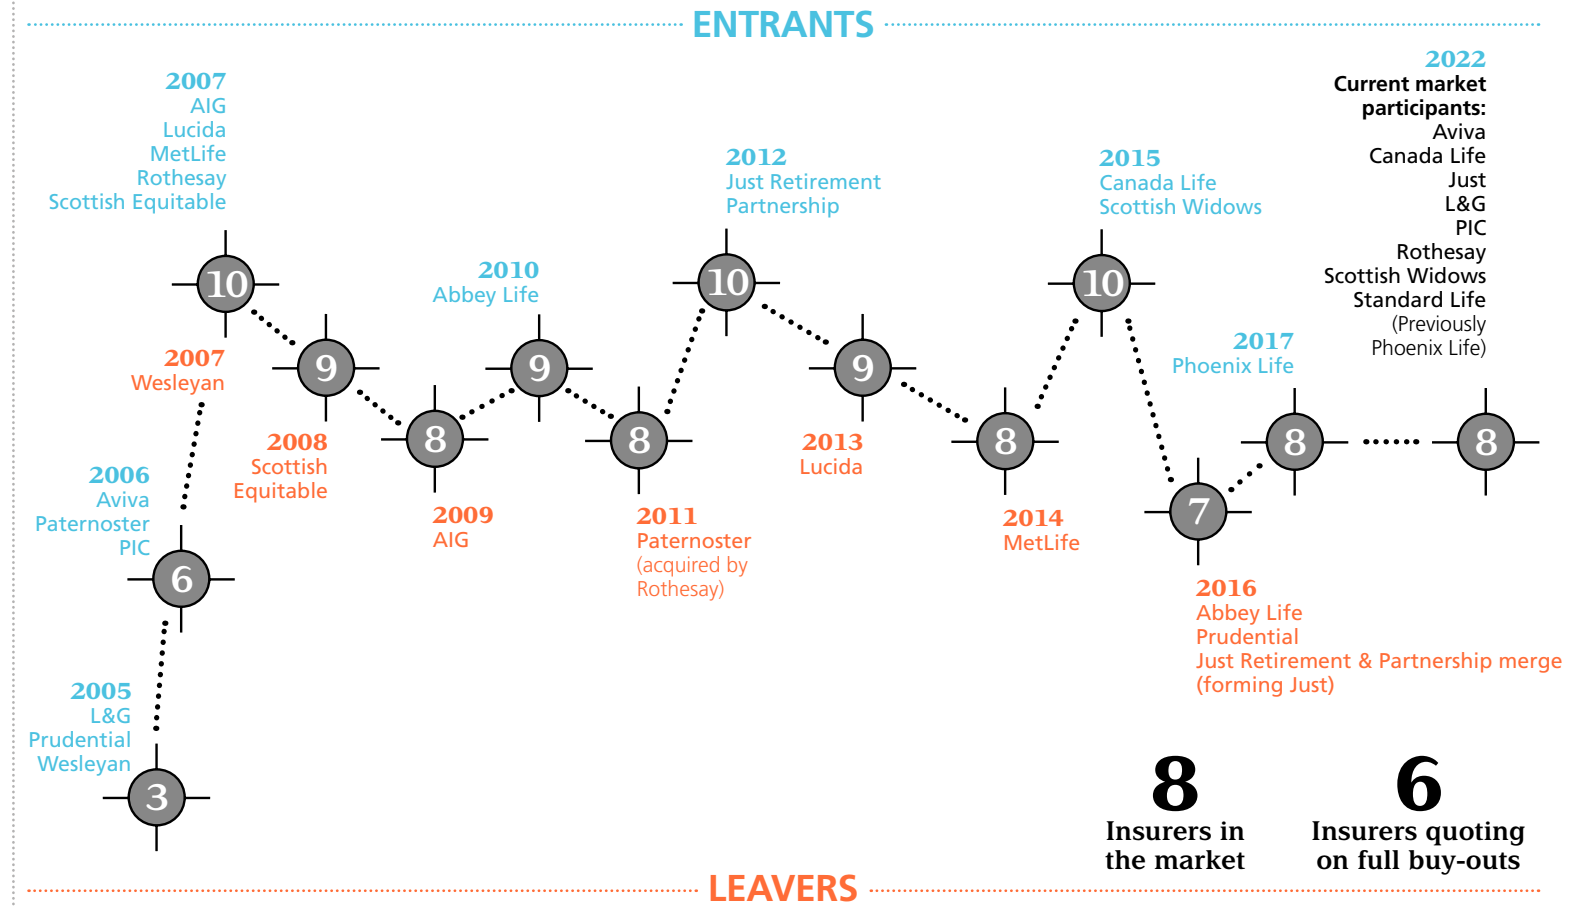 ENTRANTS
2007
AIG
Lucida
MetLife
Rothesay
Scottish Equitable
10
2007
Wesleyan
2006
Aviva
Paternoster
PIC
6
2005
L&G
Prudential
Wesleyan
3
9
2008
Scottish
Equitable
8
2009
AIG
2010
Abbey Life
9
8
2011
Paternoster
(acquired by
Rothesay)
2012
Just Retirement
Partnership
10
9
2013
Lucida
8
2014
MetLife
2015
Canada Life
Scottish Widows
10
7
2016
Abbey Life
Prudential
Just Retirement & Partnership merge
(forming Just)
2017
Phoenix Life
8
2022
Current market
participants:
Aviva
Canada Life
Just
L&G
PIC
Rothesay
Scottish Widows
Standard Life
(Previously
Phoenix Life)
8
8
Insurers in
the market
6
Insurers quoting
on full buy-outs
LEAVERS